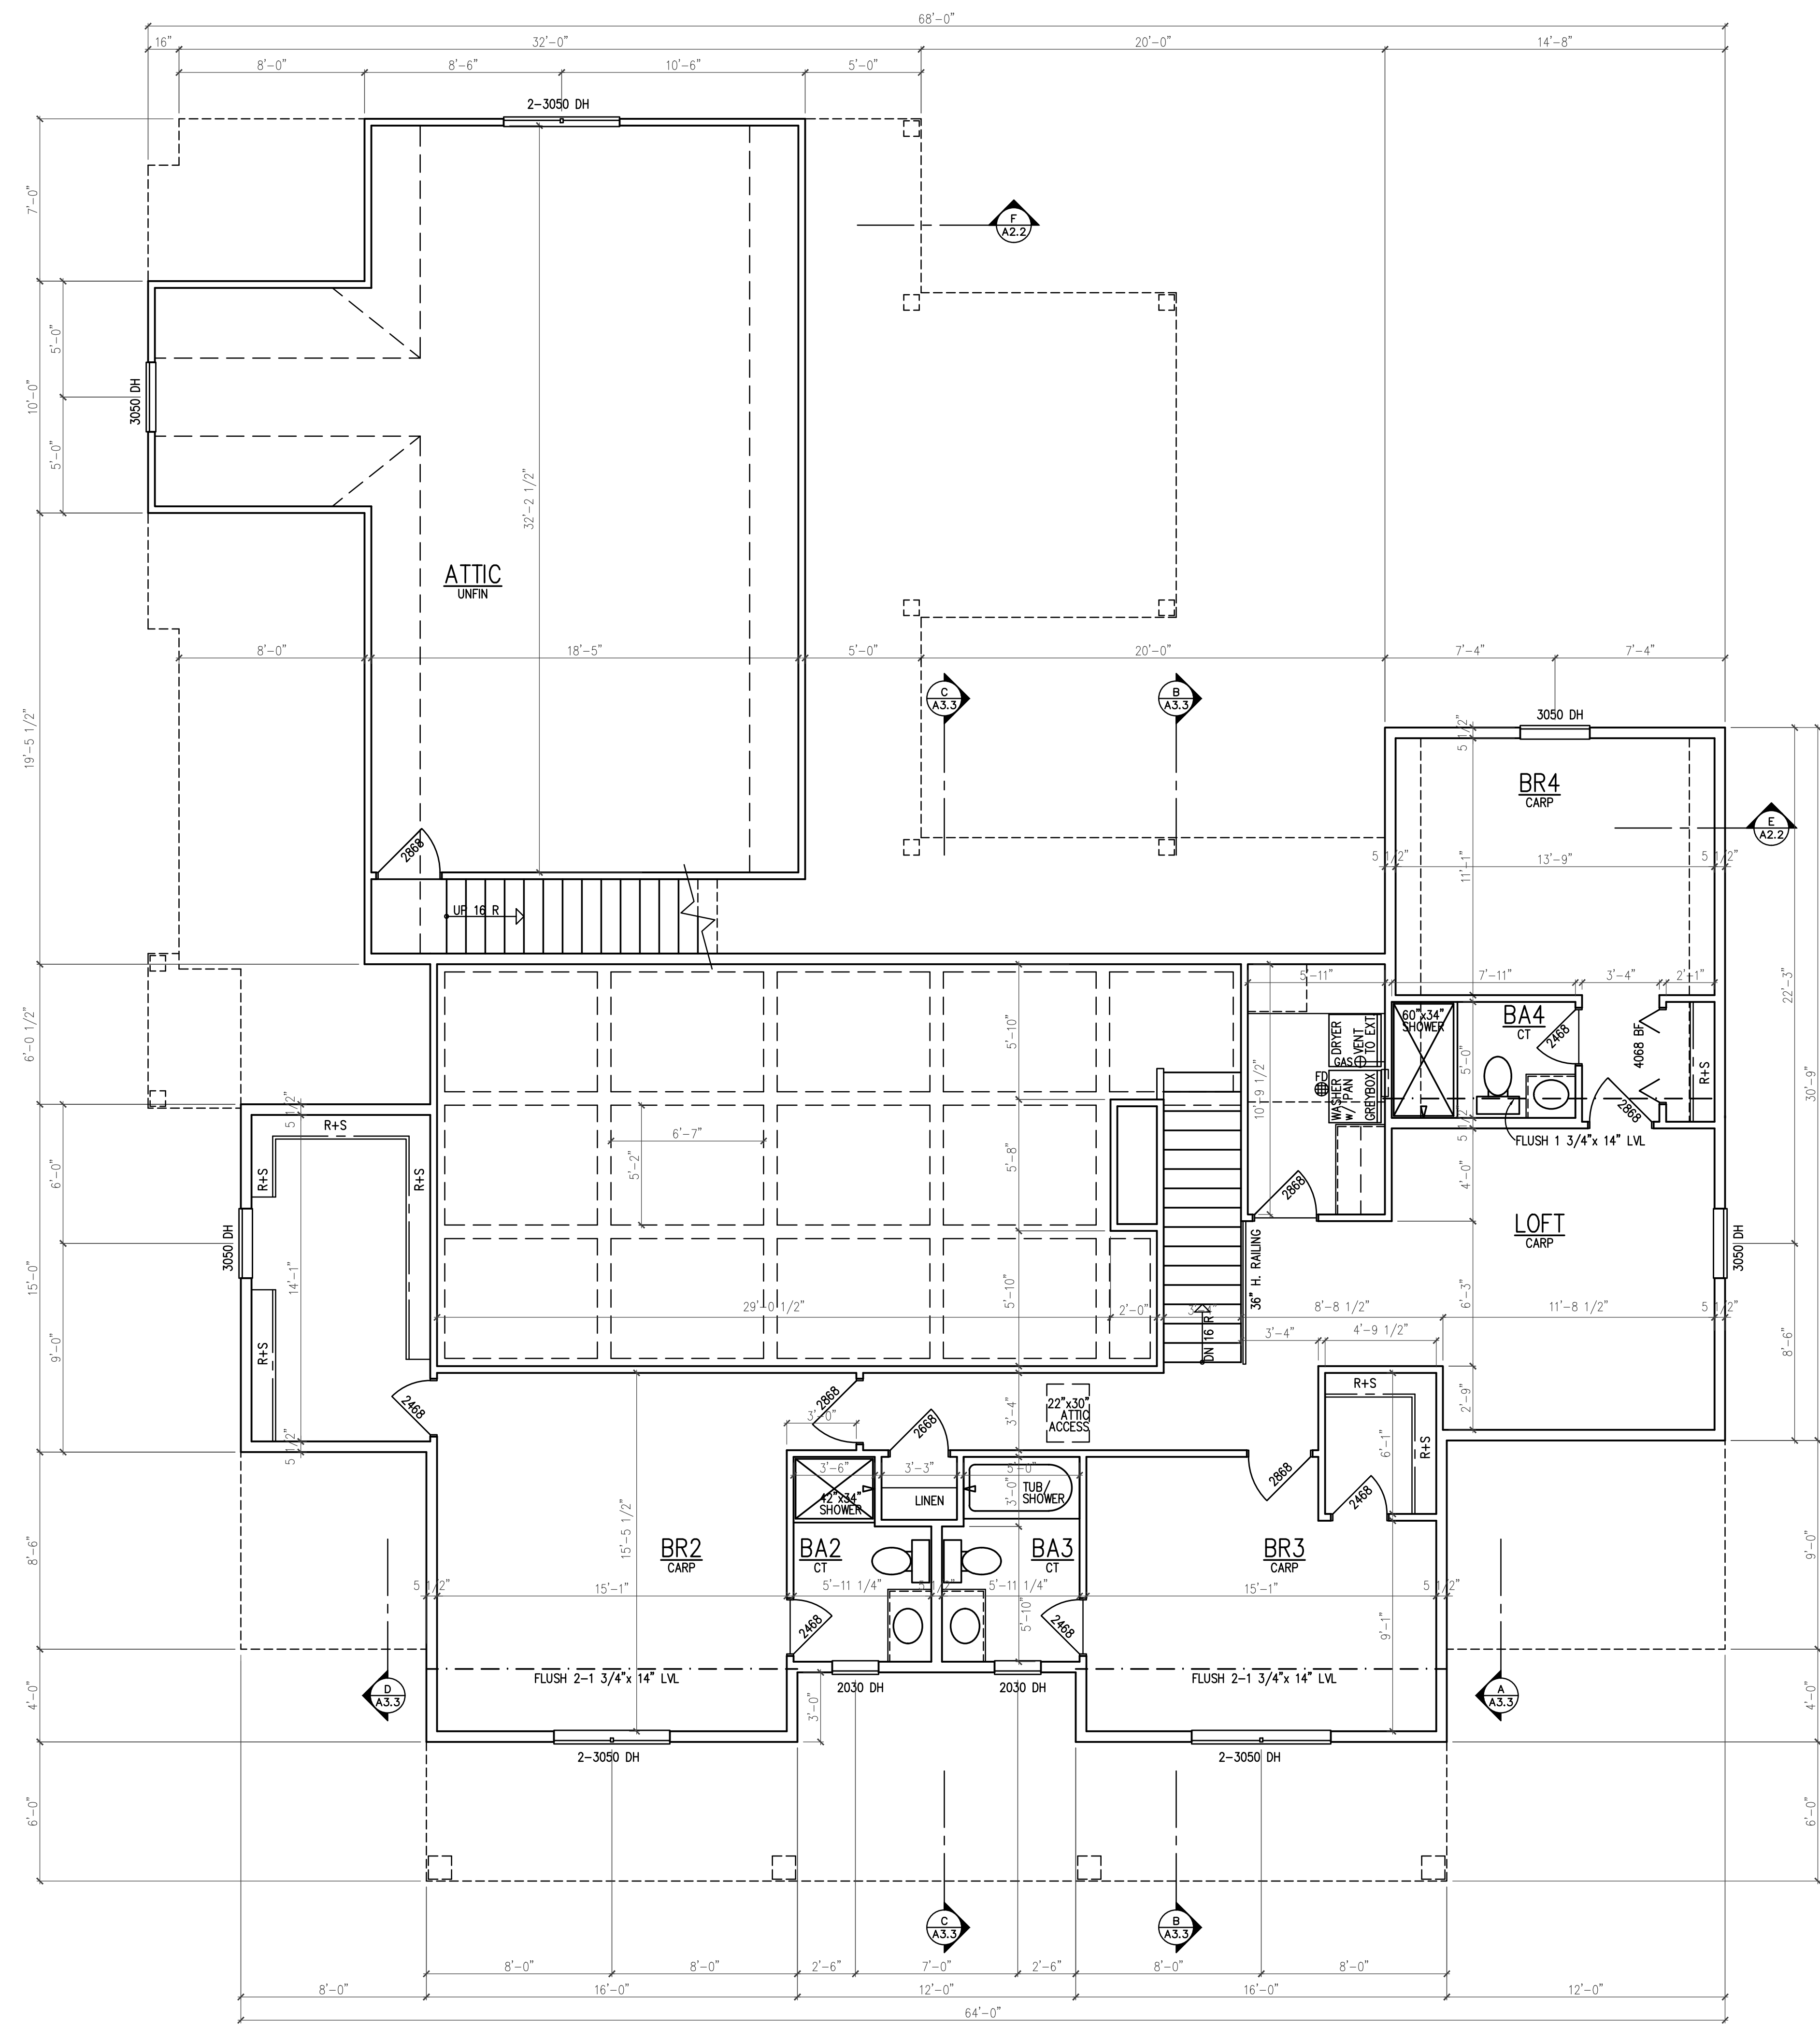 68'-0"
16"
32'-0"
20'-0"
14'-8"
8'-0"
8'-6"
10'-6"
5'-0"
2-3050 DH
7'-0"
F
A2.2
5'-0"
10'-0"
3050 DH
5'-0"
32'-2 1/2"
ATTIC
UNFIN
8'-0"
18'-5"
5'-0"
20'-0"
7'-4"
7'-4"
C
A3.3
B
A3.3
3050 DH
19'-5 1/2"
5 1/2"
BR4
CARP
E
A2.2
2868
5 1/2"
13'-9"
5 1/2"
11'-1"
UP 16 R
5'-11"
7'-11"
3'-4"
2'-1"
22'-3"
6'-0 1/2"
5'-10"
60"x34"
SHOWER
BA4
CT
2468
4068 BF
R+S
DRYER
GAS
VENT
TO EXT
FD
WASHER
w/ PAN
GREYBOX
5'-0"
10'-9 1/2"
30'-9"
2868
5 1/2"
FLUSH 1 3/4"x 14" LVL
5 1/2"
R+S
R+S
R+S
6'-7"
5'-2"
5'-8"
6'-0"
4'-0"
2868
LOFT
CARP
3050 DH
3050 DH
36" H. RAILING
15'-0"
14'-1"
5'-10"
6'-3"
29'-0 1/2"
2'-0"
DN 16 R
8'-8 1/2"
11'-8 1/2"
5 1/2"
3'-4"
4'-9 1/2"
9'-0"
R+S
8'-6"
2468
2868
3'-0"
22"x30"
ATTIC
ACCESS
3'-4"
2668
R+S
2'-9"
R+S
6'-1"
5 1/2"
3'-6"
3'-3"
5'-0"
2868
2468
42"x34"
SHOWER
LINEN
3'-0"
TUB/
SHOWER
8'-6"
15'-5 1/2"
BR2
CARP
BA2
CT
BA3
CT
BR3
CARP
9'-0"
5 1/2"
15'-1"
5'-11 1/4"
5 1/2"
5'-11 1/4"
15'-1"
5 1/2"
2468
5'-10"
2468
9'-1"
D
A3.3
FLUSH 2-1 3/4"x 14" LVL
2030 DH
2030 DH
FLUSH 2-1 3/4"x 14" LVL
A
A3.3
4'-0"
3'-0"
4'-0"
2-3050 DH
2-3050 DH
6'-0"
6'-0"
C
A3.3
B
A3.3
8'-0"
8'-0"
2'-6"
7'-0"
2'-6"
8'-0"
8'-0"
8'-0"
16'-0"
12'-0"
16'-0"
12'-0"
64'-0"